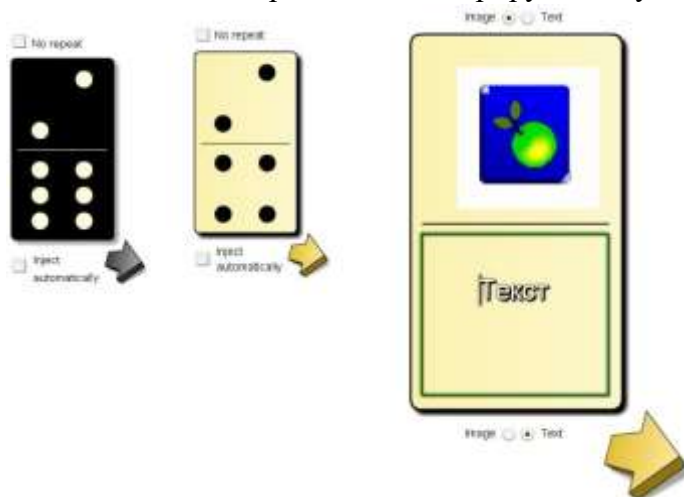 Image Text
No repeat
No repeat
Текст
Inject
automatically
Inject
automatically
Image Text